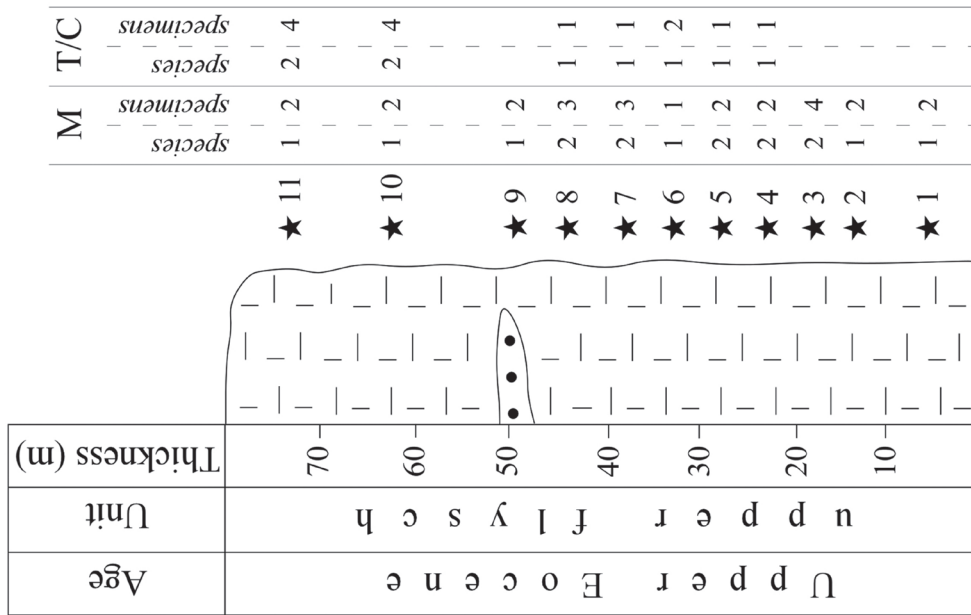 T/C specimens 4 4 1 1 2 1 1
species 2 2 1 1 1 1 1
M specimens 2 2 2 3 3 1 2 2 4 2 2
species 1 1 1 2 2 1 2 2 2 1 1
11 10 9 8 7 6 5 4 3 2 1
Thickness (m) 70 60 50 40 30 20 10
Unit upper flysch
Age Upper Eocene